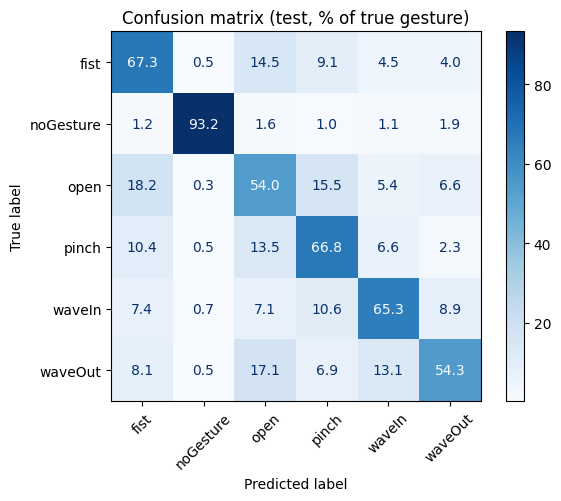 Confusion matrix (test, % of true gesture)
fist 67.3 0.5 14.5 9.1 4.5 4.0
noGesture 1.2 93.2 1.6 1.0 1.1 1.9
open 18.2 0.3 54.0 15.5 5.4 6.6
pinch 10.4 0.5 13.5 66.8 6.6 2.3
waveIn 7.4 0.7 7.1 10.6 65.3 8.9
waveOut 8.1 0.5 17.1 6.9 13.1 54.3
fist noGesture open pinch waveIn waveOut
Predicted label
True label
80
60
40
20